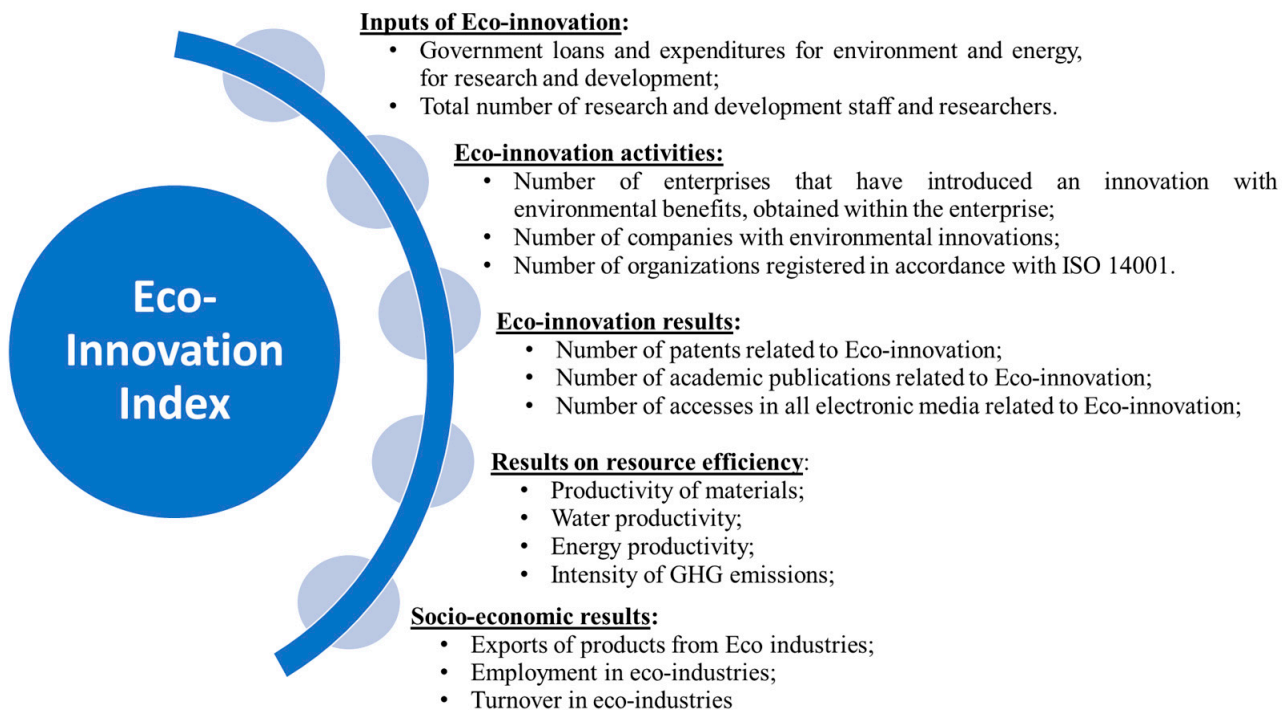 Inputs of Eco-innovation:
• Government loans and expenditures for environment and energy,
for research and development;
• Total number of research and development staff and researchers.
Eco-innovation activities:
• Number of enterprises that have introduced an innovation with
environmental benefits, obtained within the enterprise;
• Number of companies with environmental innovations;
• Number of organizations registered in accordance with ISO 14001.
Eco-
Innovation
Index
Eco-innovation results:
• Number of patents related to Eco-innovation;
• Number of academic publications related to Eco-innovation;
• Number of accesses in all electronic media related to Eco-innovation;
Results on resource efficiency:
• Productivity of materials;
• Water productivity;
• Energy productivity;
• Intensity of GHG emissions;
Socio-economic results:
• Exports of products from Eco industries;
• Employment in eco-industries;
• Turnover in eco-industries